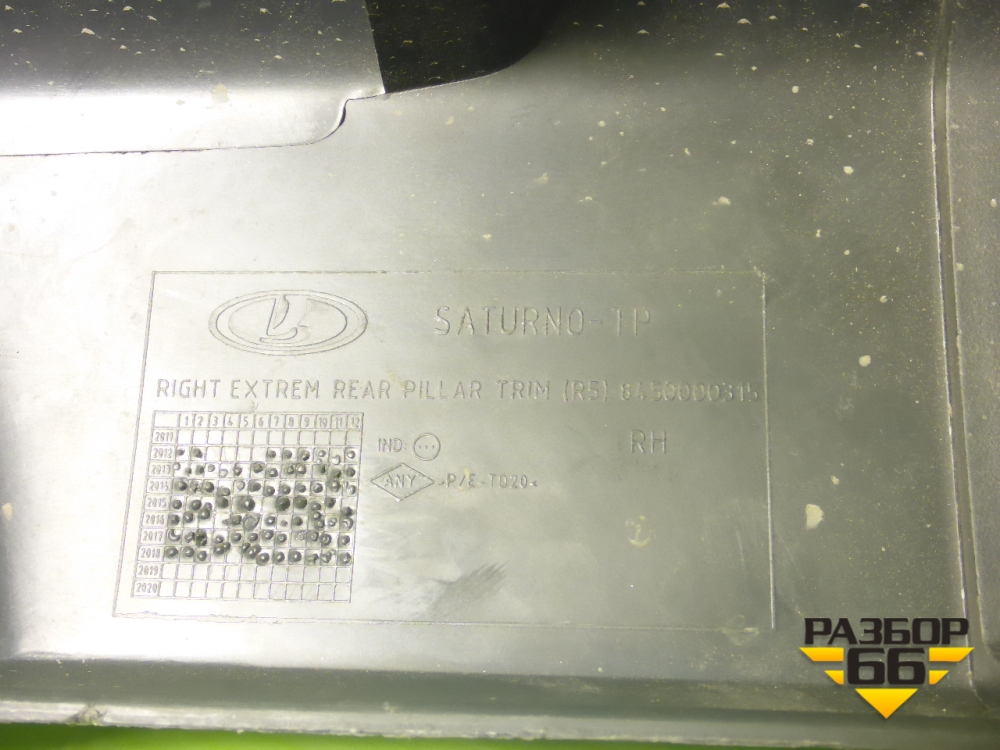 SATURNO-TP
RIGHT EXTREM REAR PILLAR TRIM (R5) 8450000315
1 2 3 4 5 6 7 8 9 10 11 12
2011
2012
2013
2014
2015
2016
2017
2018
2019
2020
IND:
RH
ANY >P/E-TD20<
РАЗБОР
66